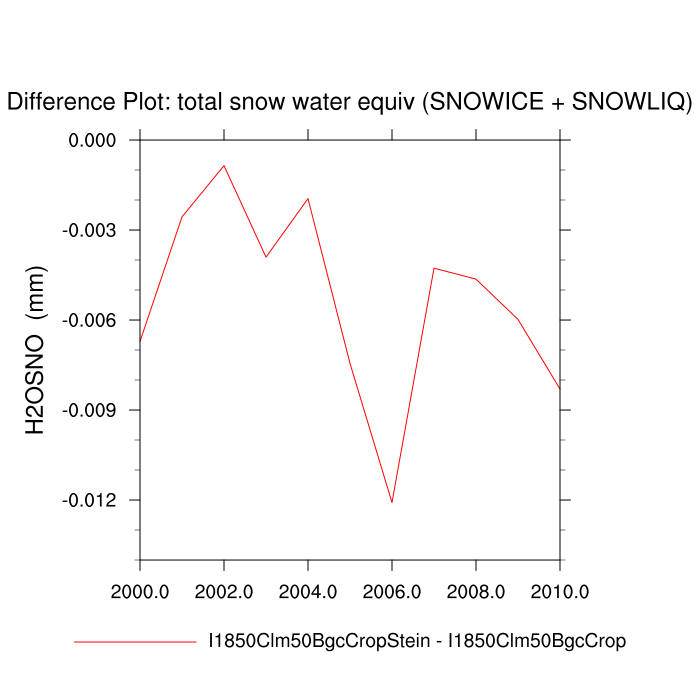 Difference Plot: total snow water equiv (SNOWICE + SNOWLIQ)
0.000
-0.003
-0.006
-0.009
-0.012
H2OSNO (mm)
2000.0 2002.0 2004.0 2006.0 2008.0 2010.0
I1850Clm50BgcCropStein - I1850Clm50BgcCrop